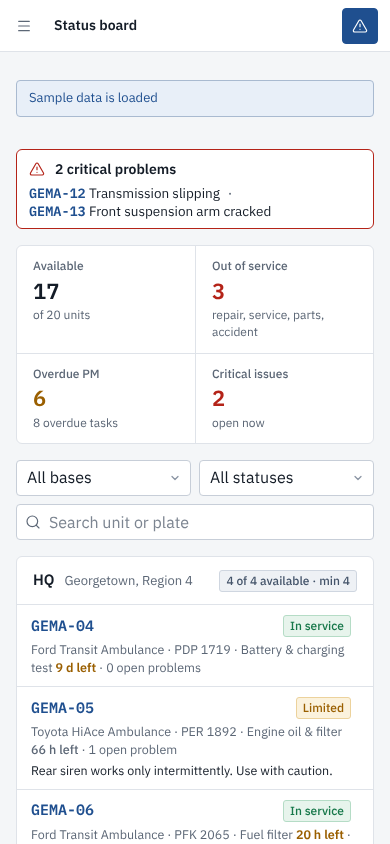 Status board
Sample data is loaded
2 critical problems
GEMA-12 Transmission slipping ·
GEMA-13 Front suspension arm cracked
Available
17
of 20 units
Out of service
3
repair, service, parts,
accident
Overdue PM
6
8 overdue tasks
Critical issues
2
open now
All bases
All statuses
Search unit or plate
HQ Georgetown, Region 4 4 of 4 available · min 4
GEMA-04 In service
Ford Transit Ambulance · PDP 1719 · Battery & charging
test 9 d left · 0 open problems
GEMA-05 Limited
Toyota HiAce Ambulance · PER 1892 · Engine oil & filter
66 h left · 1 open problem
Rear siren works only intermittently. Use with caution.
GEMA-06 In service
Ford Transit Ambulance · PFK 2065 · Fuel filter 20 h left ·